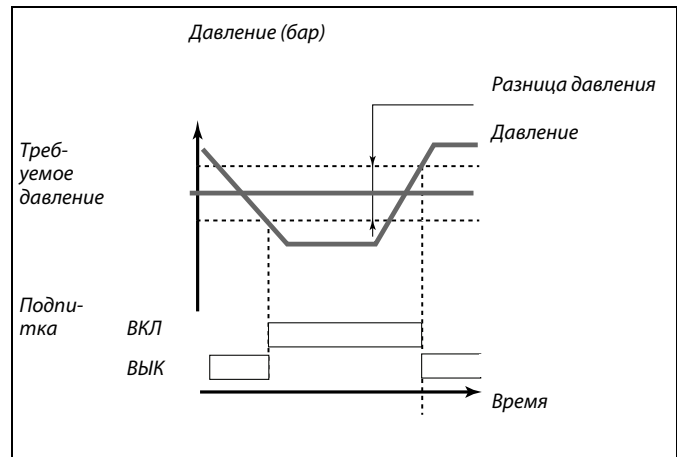 Давление (бар)
Разница давления
Давление
Треб-
уемое
давление
Подпи-
тка
ВКЛ
ВЫК
Время